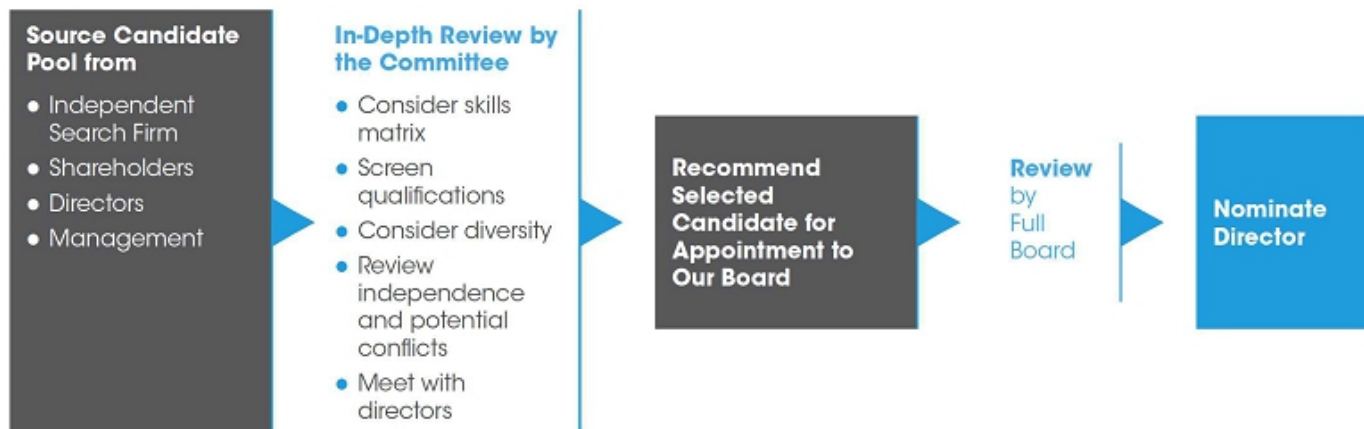 Source Candidate
Pool from
● Independent
Search Firm
● Shareholders
● Directors
● Management
In-Depth Review by
the Committee
● Consider skills
matrix
● Screen
qualifications
● Consider diversity
● Review
independence
and potential
conflicts
● Meet with
directors
Recommend
Selected
Candidate for
Appointment to
Our Board
Review
by
Full
Board
Nominate
Director